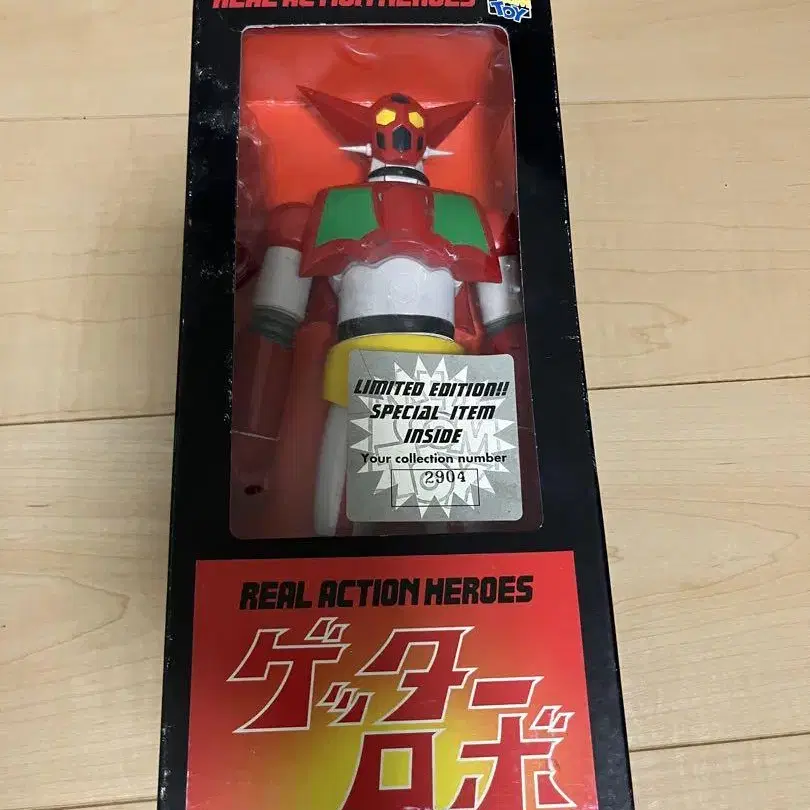 REAL ACTION HEROES
TOY
LIMITED EDITION!!
SPECIAL ITEM
INSIDE
Your collection number
2904
REAL ACTION HEROES
ゲッター
ロボ